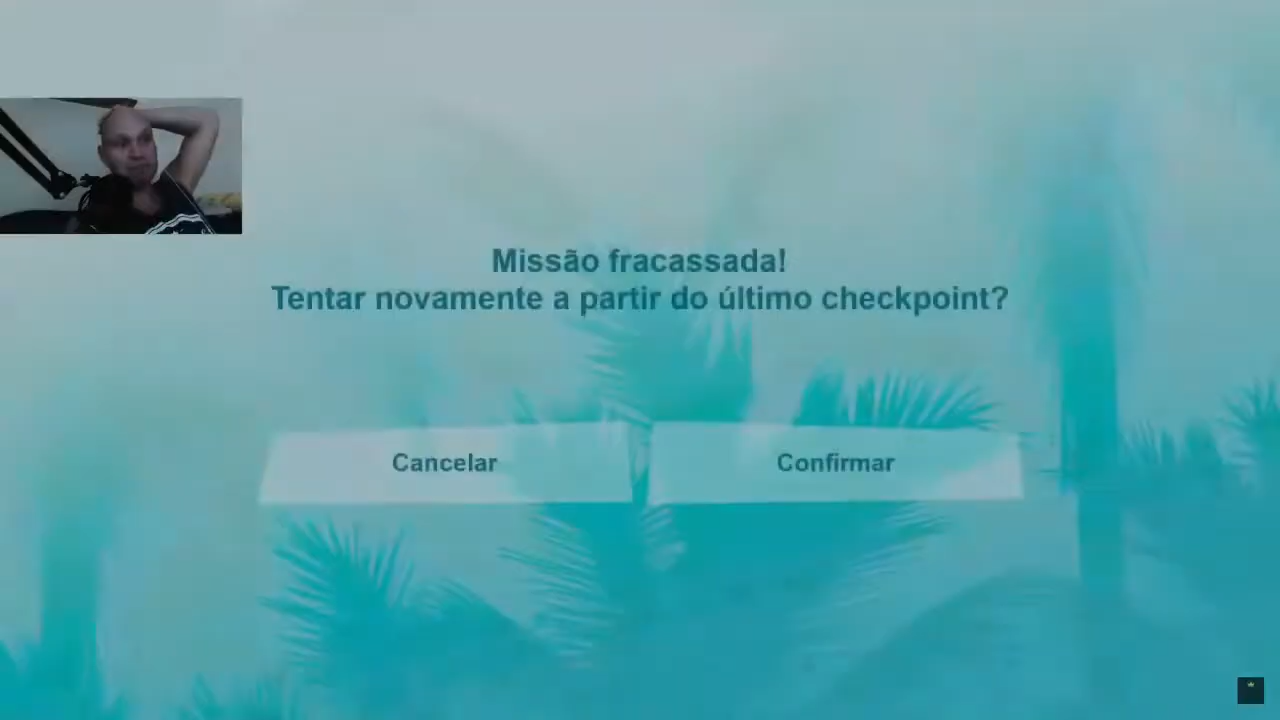 Missão fracassada!
Tentar novamente a partir do último checkpoint?
Cancelar
Confirmar